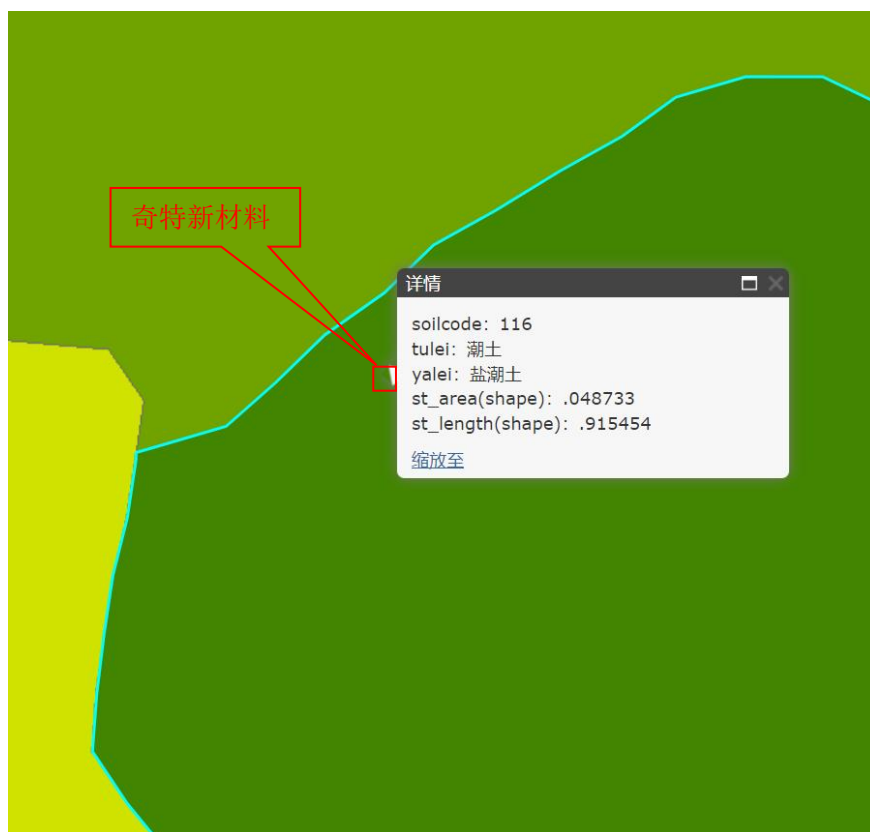 奇特新材料
详情
soilcode: 116
tulei: 潮土
yalei: 盐潮土
st_area(shape): .048733
st_length(shape): .915454
缩放至